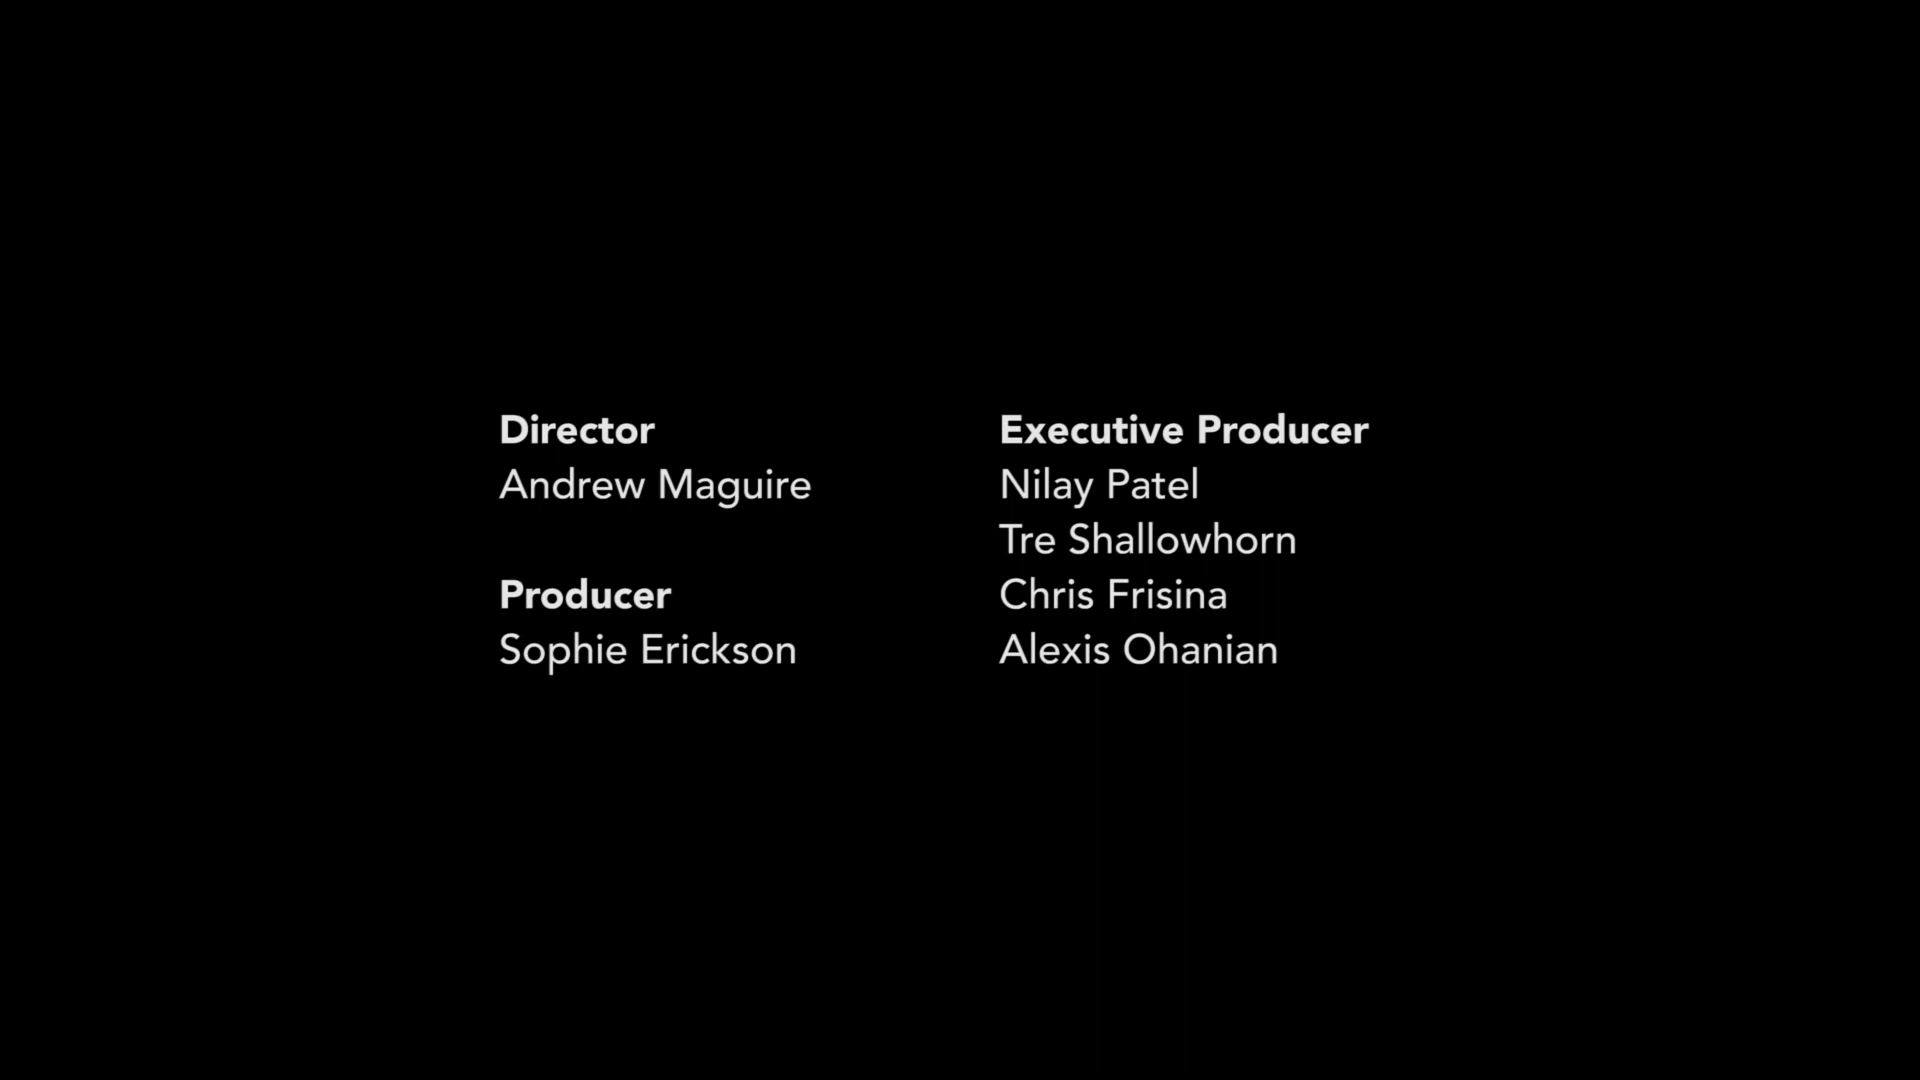 Director
Andrew Maguire
Producer
Sophie Erickson
Executive Producer
Nilay Patel
Tre Shallowhorn
Chris Frisina
Alexis Ohanian